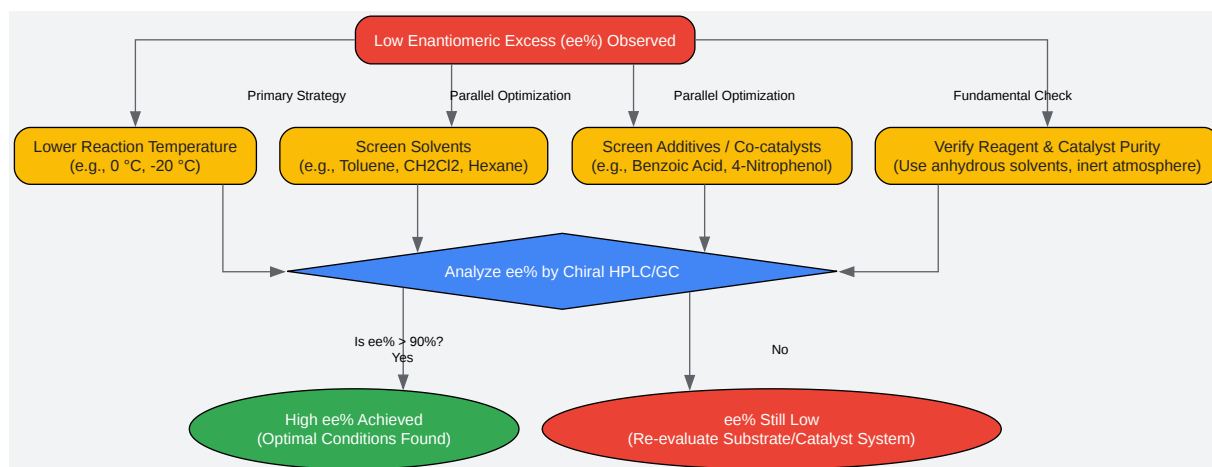 Low Enantiomeric Excess (ee%) Observed
Primary Strategy
Parallel Optimization
Parallel Optimization
Fundamental Check
Lower Reaction Temperature
(e.g., 0 °C, -20 °C)
Screen Solvents
(e.g., Toluene, CH2Cl2, Hexane)
Screen Additives / Co-catalysts
(e.g., Benzoic Acid, 4-Nitrophenol)
Verify Reagent & Catalyst Purity
(Use anhydrous solvents, inert atmosphere)
Analyze ee% by Chiral HPLC/GC
Is ee% > 90%?
Yes
No
High ee% Achieved
(Optimal Conditions Found)
ee% Still Low
(Re-evaluate Substrate/Catalyst System)